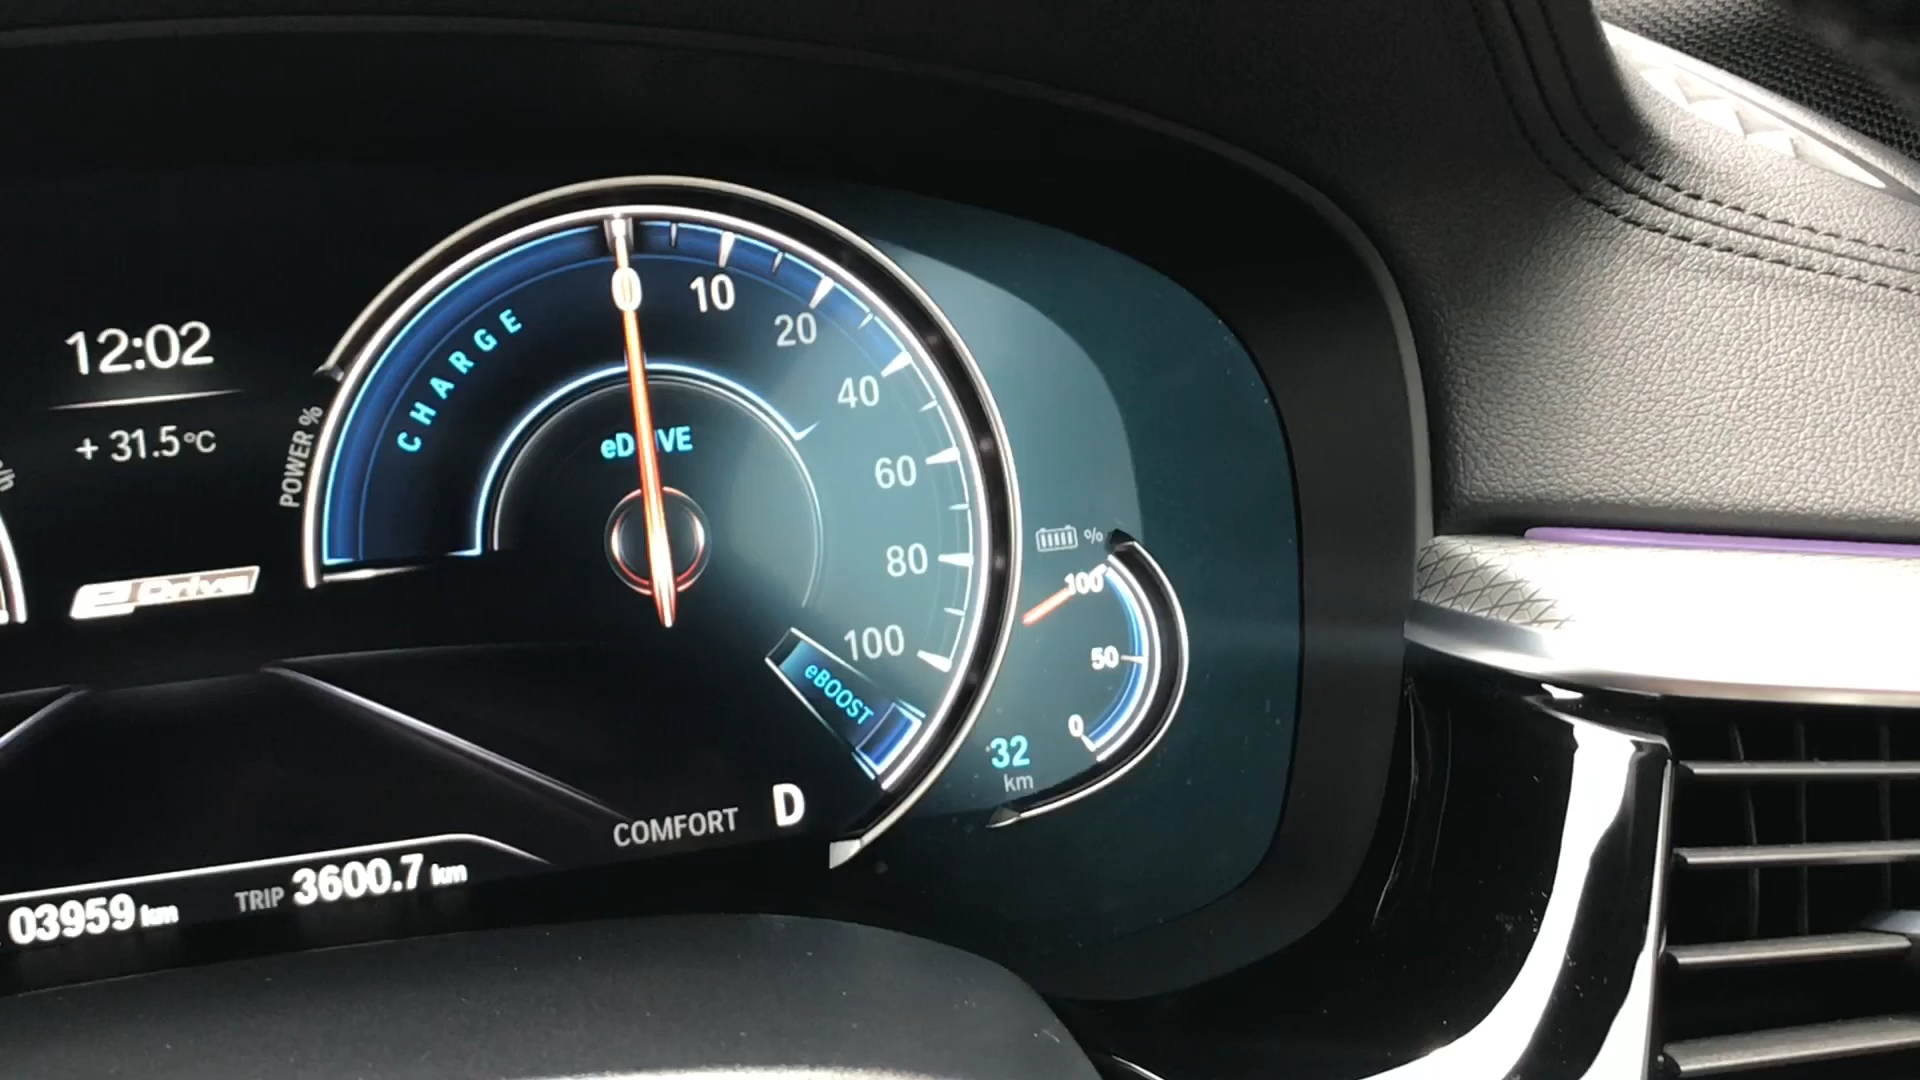 12:02
+ 31.5°C
eDrive
POWER %
CHARGE
0
10
20
40
60
80
100
eDRIVE
eBOOST
%
100
50
0
32
km
COMFORT D
03959 km TRIP 3600.7 km